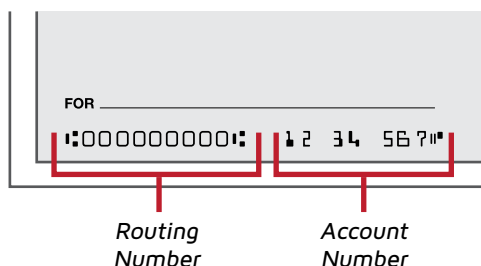 FOR
⑆000000000⑆ 12 34 567⑈
Routing Account
Number Number